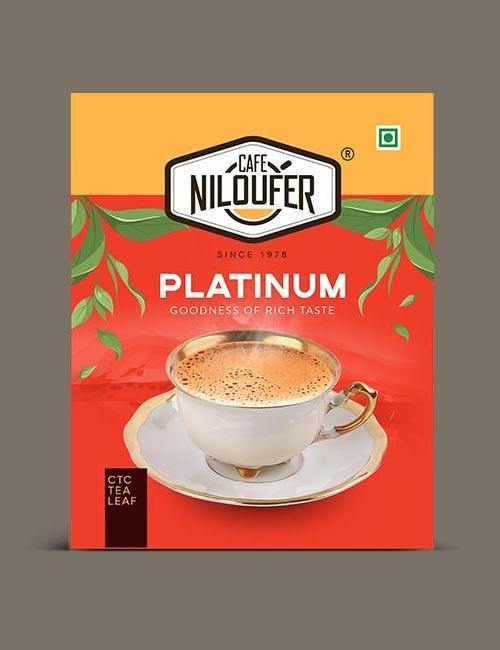 CAFE
NILOUFER
®
SINCE 1978
PLATINUM
GOODNESS OF RICH TASTE
CTC
TEA
LEAF